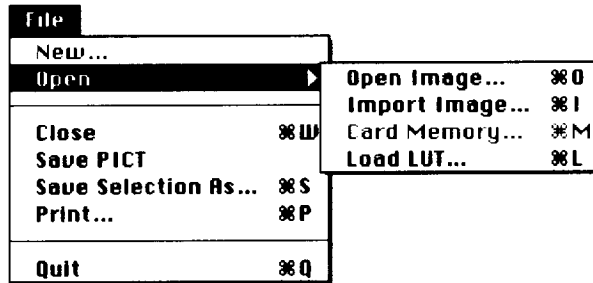 File
New...
Open
Open Image... ⌘O
Import Image... ⌘I
Card Memory... ⌘M
Load LUT... ⌘L
Close ⌘W
Save PICT
Save Selection As... ⌘S
Print... ⌘P
Quit ⌘Q